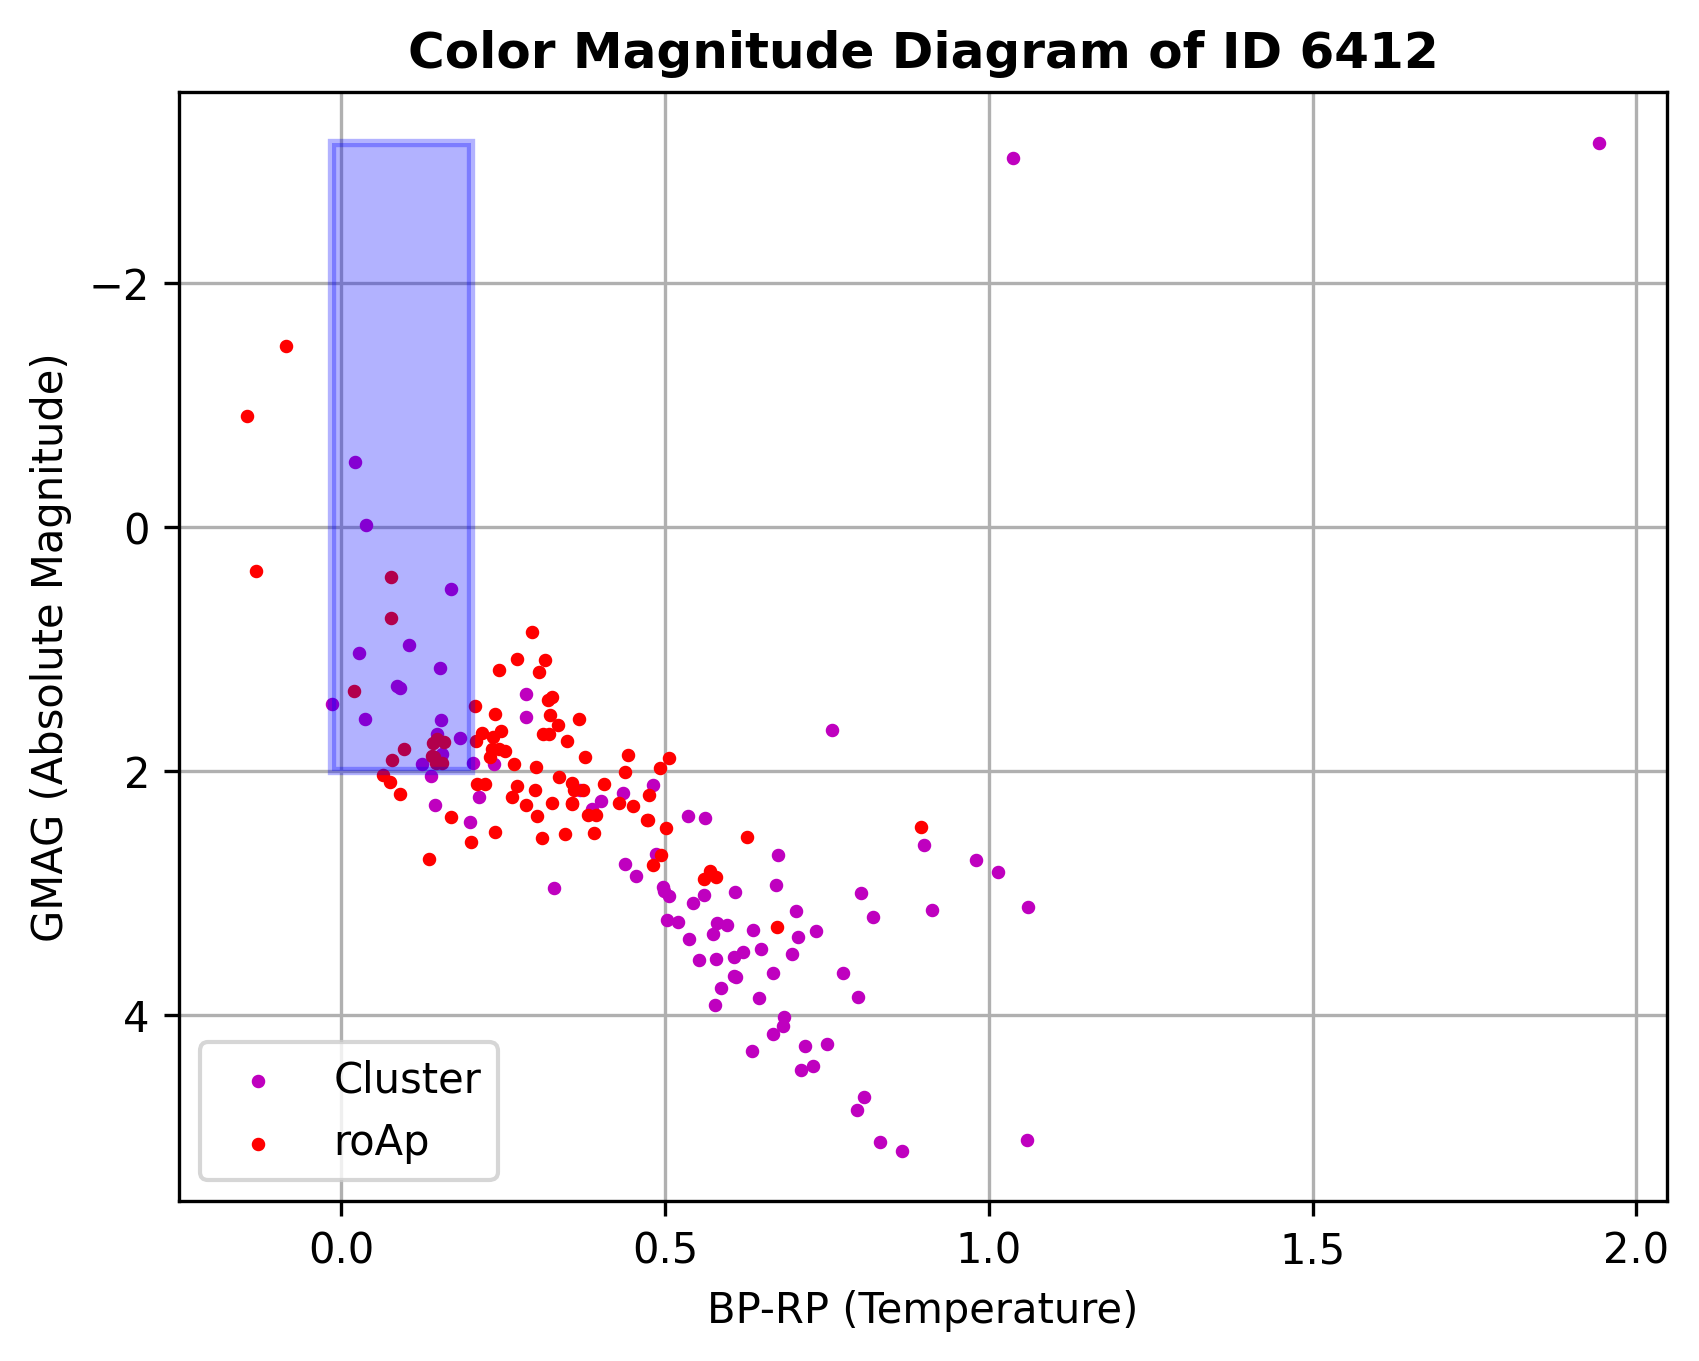 Color Magnitude Diagram of ID 6412
GMAG (Absolute Magnitude)
−2
0
2
4
Cluster
roAp
0.0 0.5 1.0 1.5 2.0
BP-RP (Temperature)